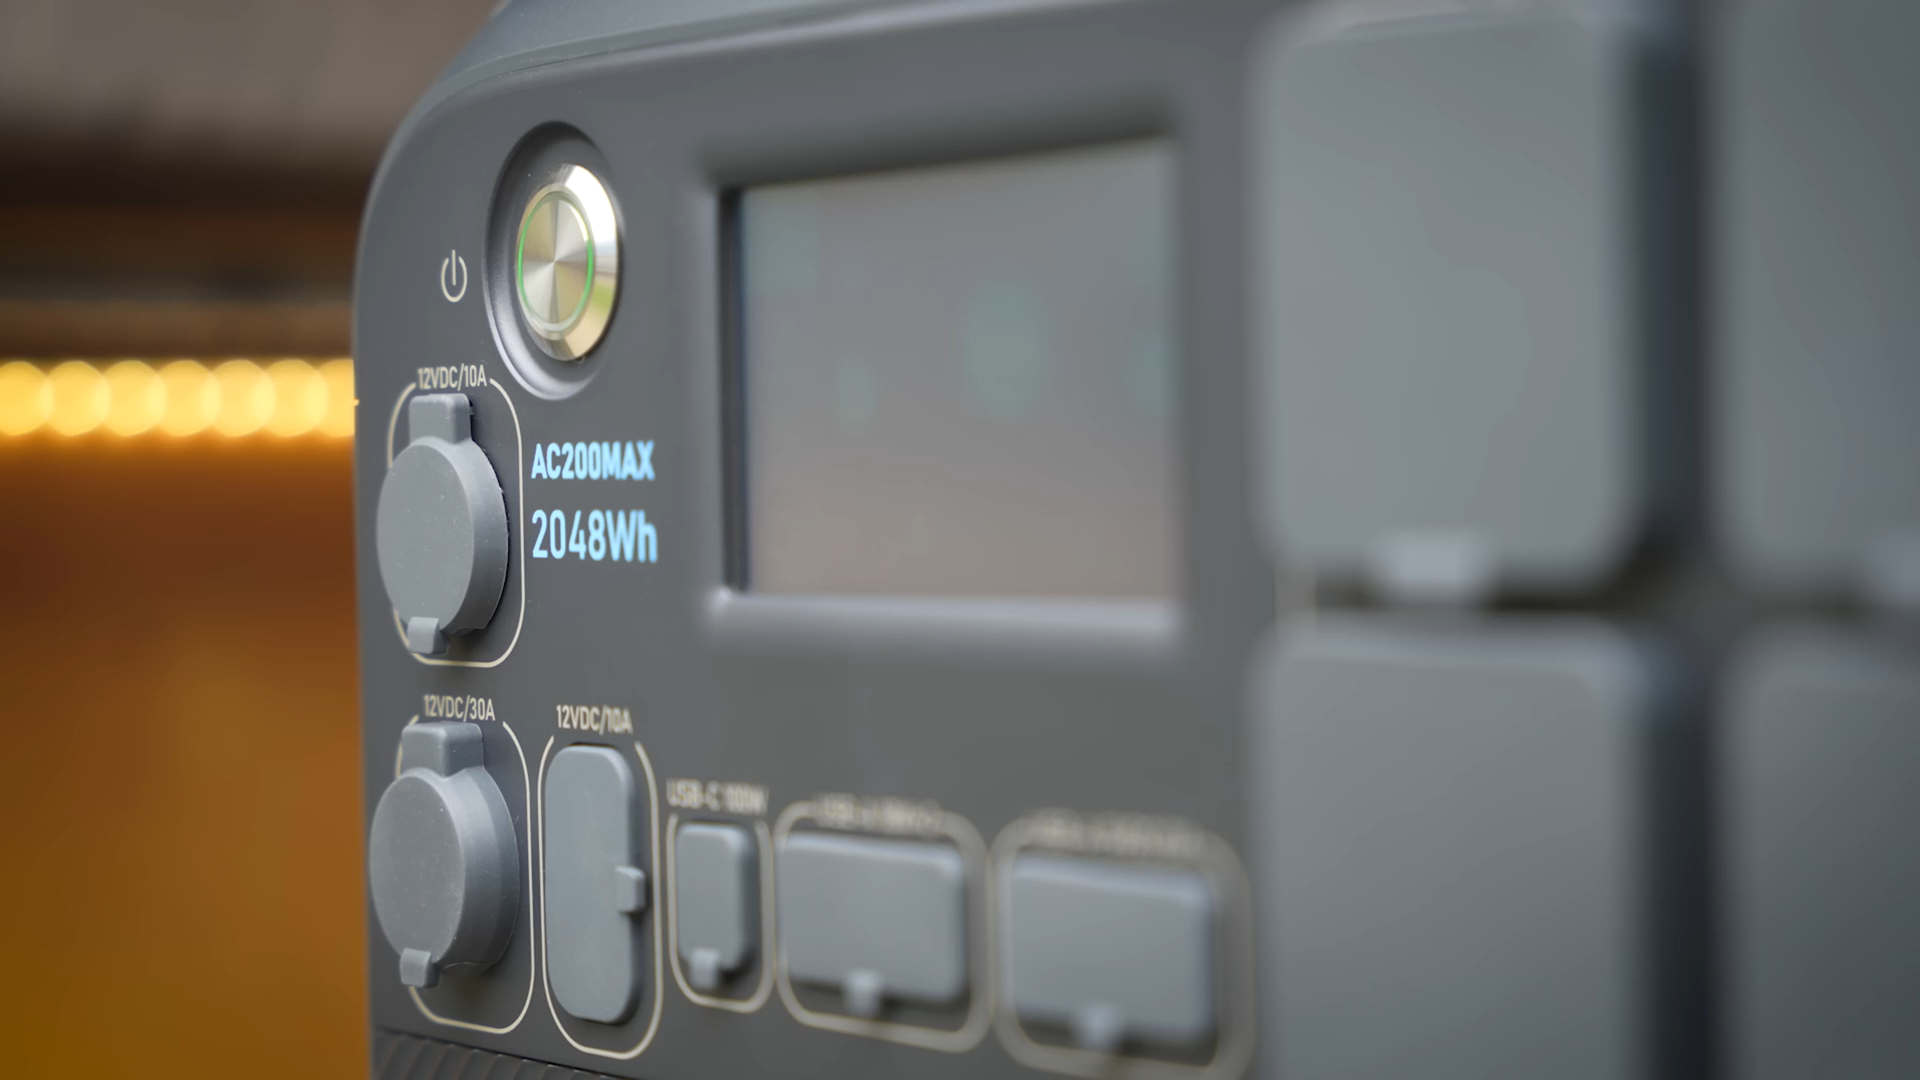 12VDC/10A
AC200MAX
2048Wh
12VDC/30A
12VDC/10A
USB-C 100W